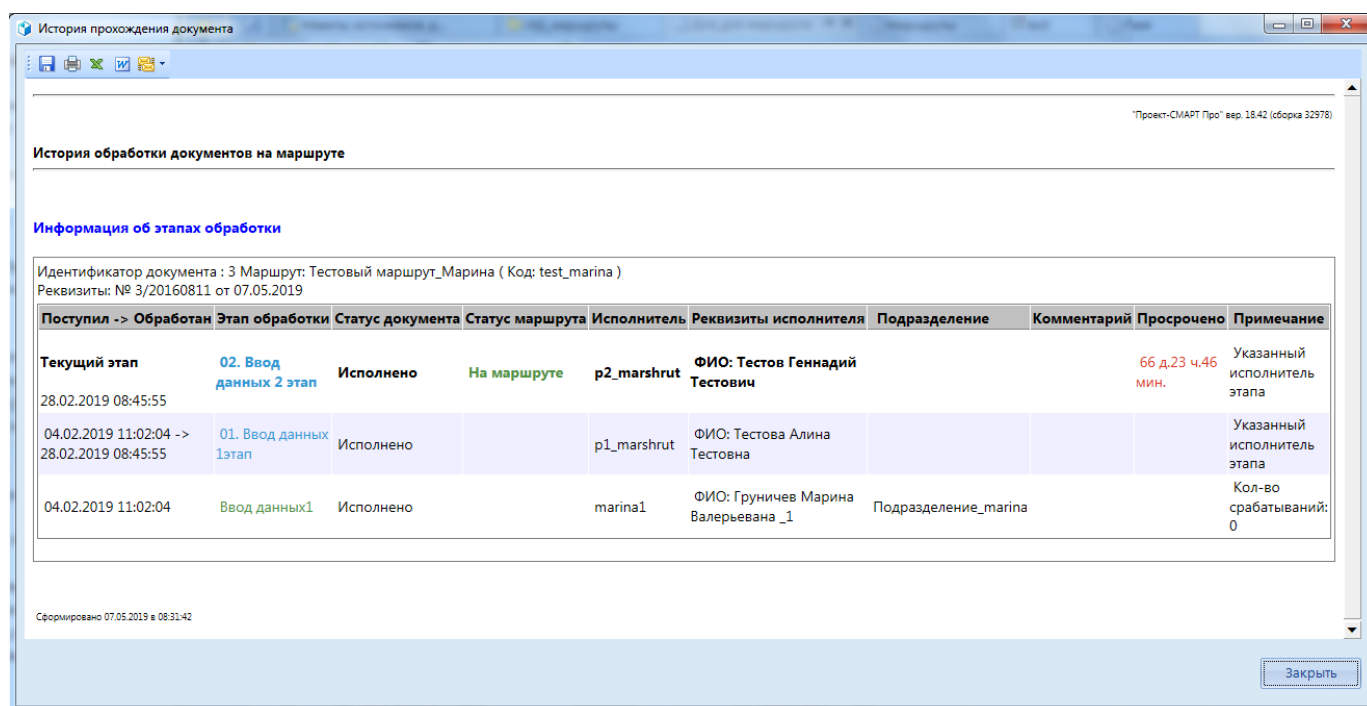 История прохождения документа
"Проект-СМАРТ Про" вер. 18.42 (сборка 32978)
История обработки документов на маршруте
Информация об этапах обработки
Идентификатор документа : 3 Маршрут: Тестовый маршрут_Марина ( Код: test_marina )
Реквизиты: № 3/20160811 от 07.05.2019
Поступил -> Обработан Этап обработки Статус документа Статус маршрута Исполнитель Реквизиты исполнителя Подразделение Комментарий Просрочено Примечание
Текущий этап
28.02.2019 08:45:55
02. Ввод
данных 2 этап
Исполнено
На маршруте
p2_marshrut
ФИО: Тестов Геннадий
Тестович
66 д.23 ч.46
мин.
Указанный
исполнитель
этапа
04.02.2019 11:02:04 ->
28.02.2019 08:45:55
01. Ввод данных
1этап
Исполнено
p1_marshrut
ФИО: Тестова Алина
Тестовна
Указанный
исполнитель
этапа
04.02.2019 11:02:04
Ввод данных1
Исполнено
marina1
ФИО: Груничев Марина
Валерьевана _1
Подразделение_marina
Кол-во
срабатываний:
0
Сформировано 07.05.2019 в 08:31:42
Закрыть